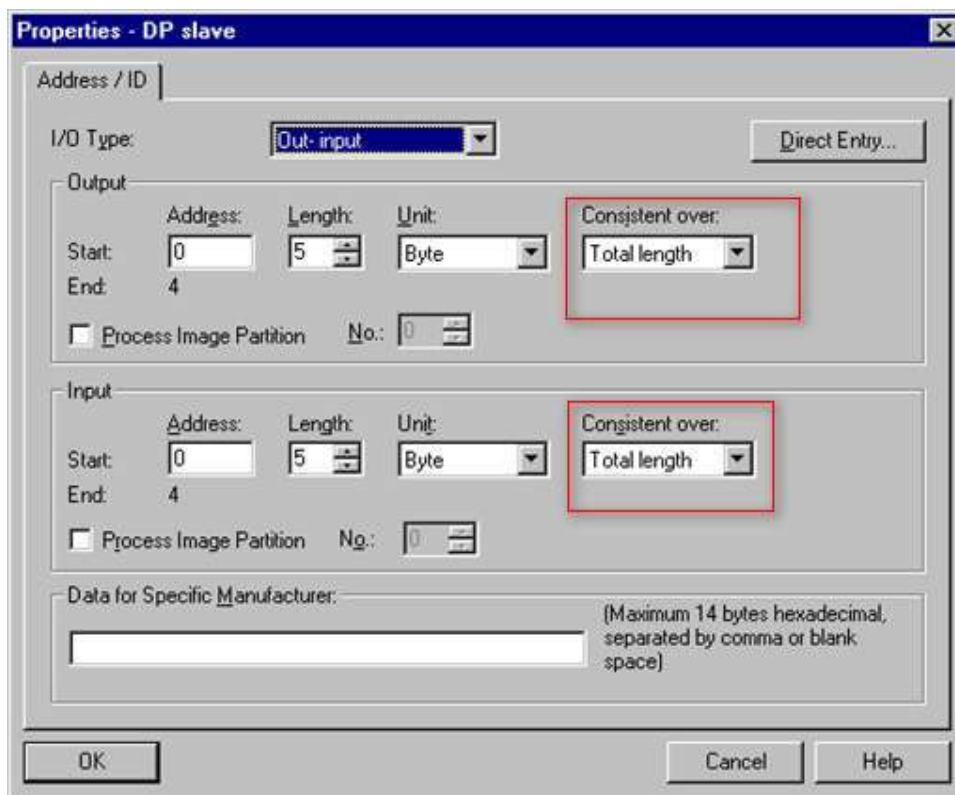 Properties - DP slave
Address / ID
I/O Type: Out- input Direct Entry...
Output
Address: Length: Unit: Consistent over:
Start: 0 5 Byte Total length
End: 4
Process Image Partition No.: 0
Input
Address: Length: Unit: Consistent over:
Start: 0 5 Byte Total length
End: 4
Process Image Partition No.: 0
Data for Specific Manufacturer:
(Maximum 14 bytes hexadecimal,
separated by comma or blank
space)
OK Cancel Help